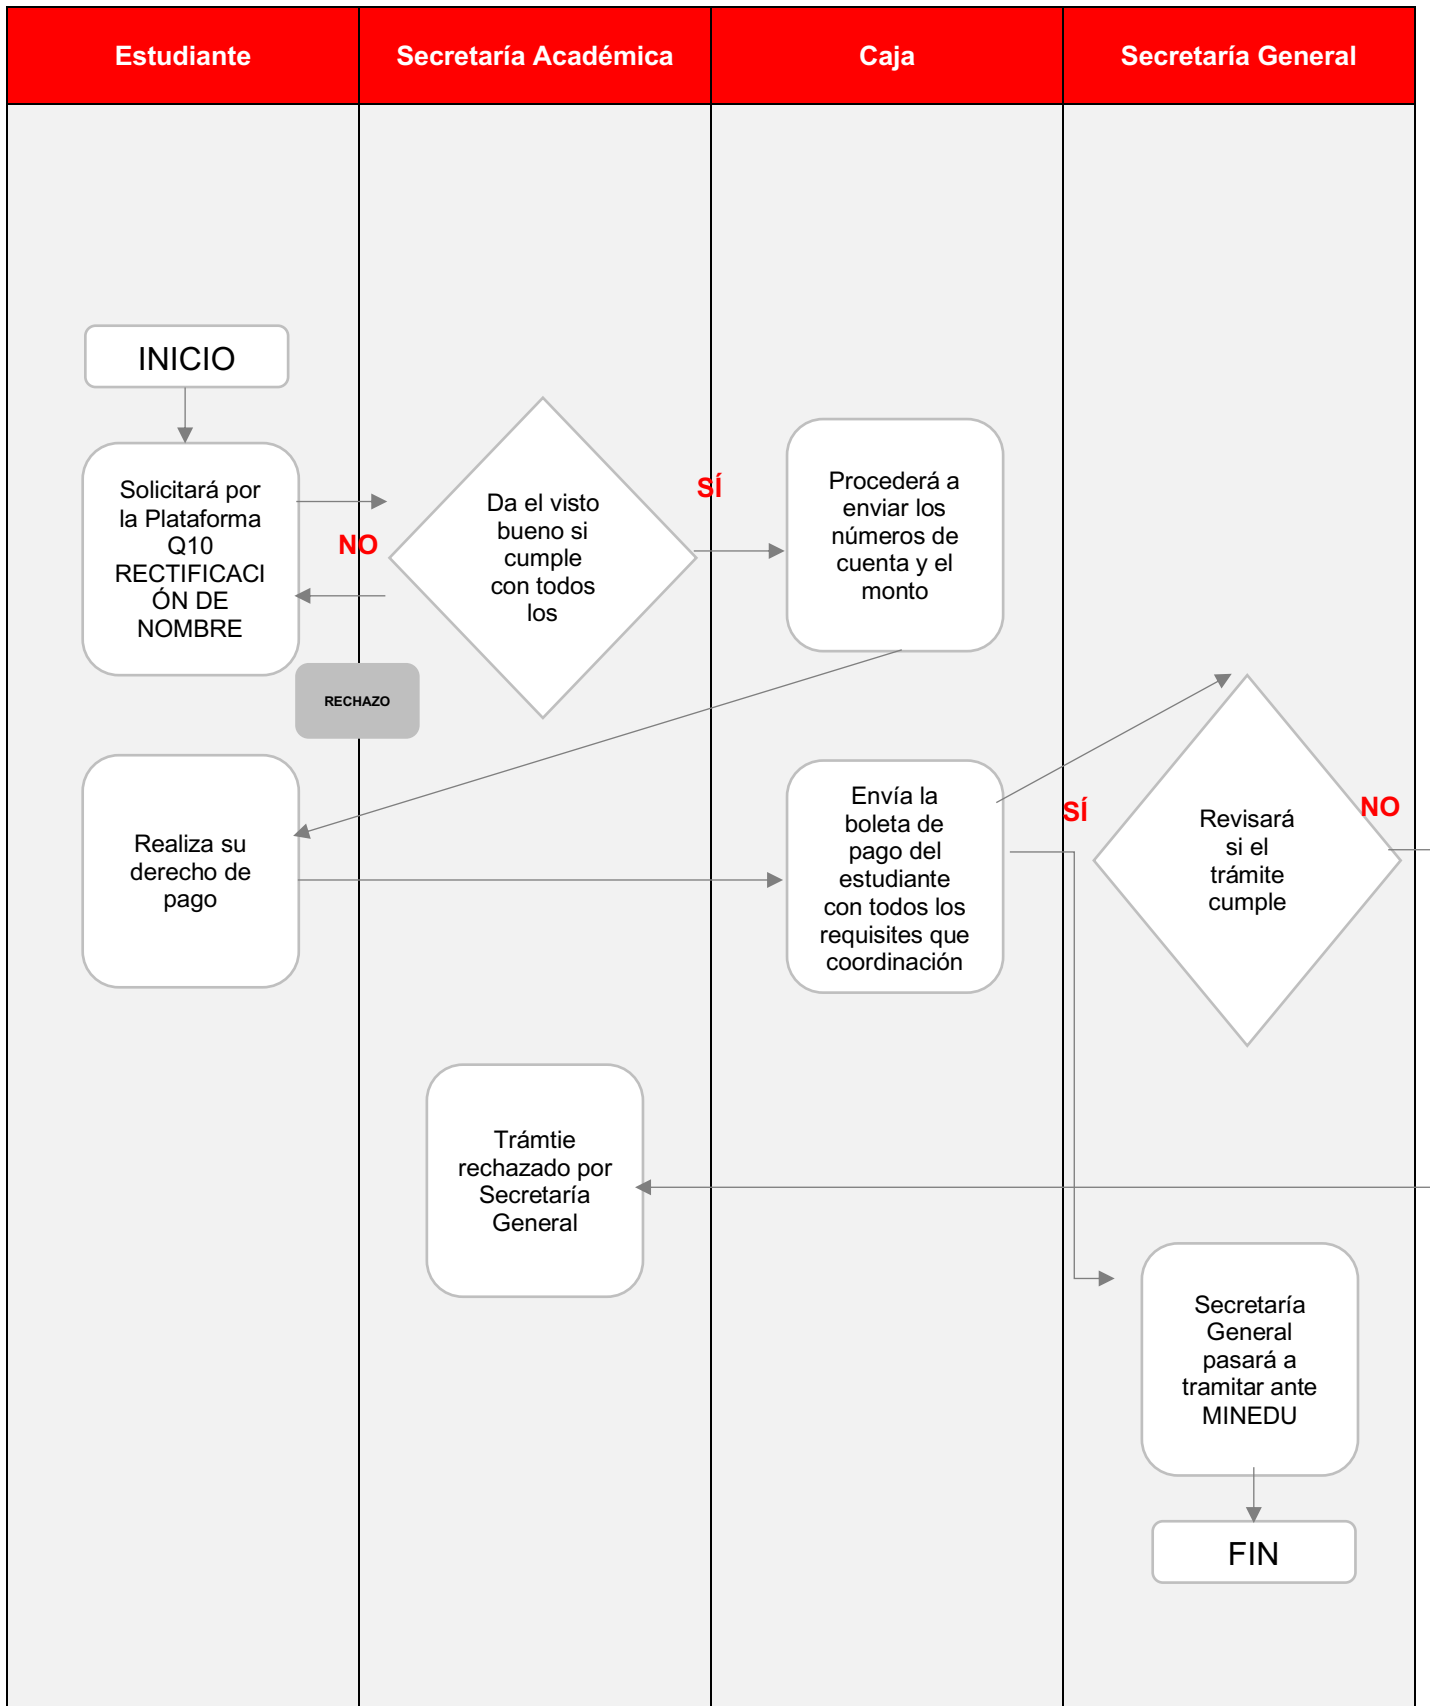 Estudiante
Secretaría Académica
Caja
Secretaría General
INICIO
Solicitará por
la Plataforma
Q10
RECTIFICACI
ÓN DE
NOMBRE
NO
Da el visto
bueno si
cumple
con todos
los
SÍ
Procederá a
enviar los
números de
cuenta y el
monto
RECHAZO
Realiza su
derecho de
pago
Envía la
boleta de
pago del
estudiante
con todos los
requisites que
coordinación
SÍ
Revisará
si el
trámite
cumple
NO
Trámtie
rechazado por
Secretaría
General
Secretaría
General
pasará a
tramitar ante
MINEDU
FIN